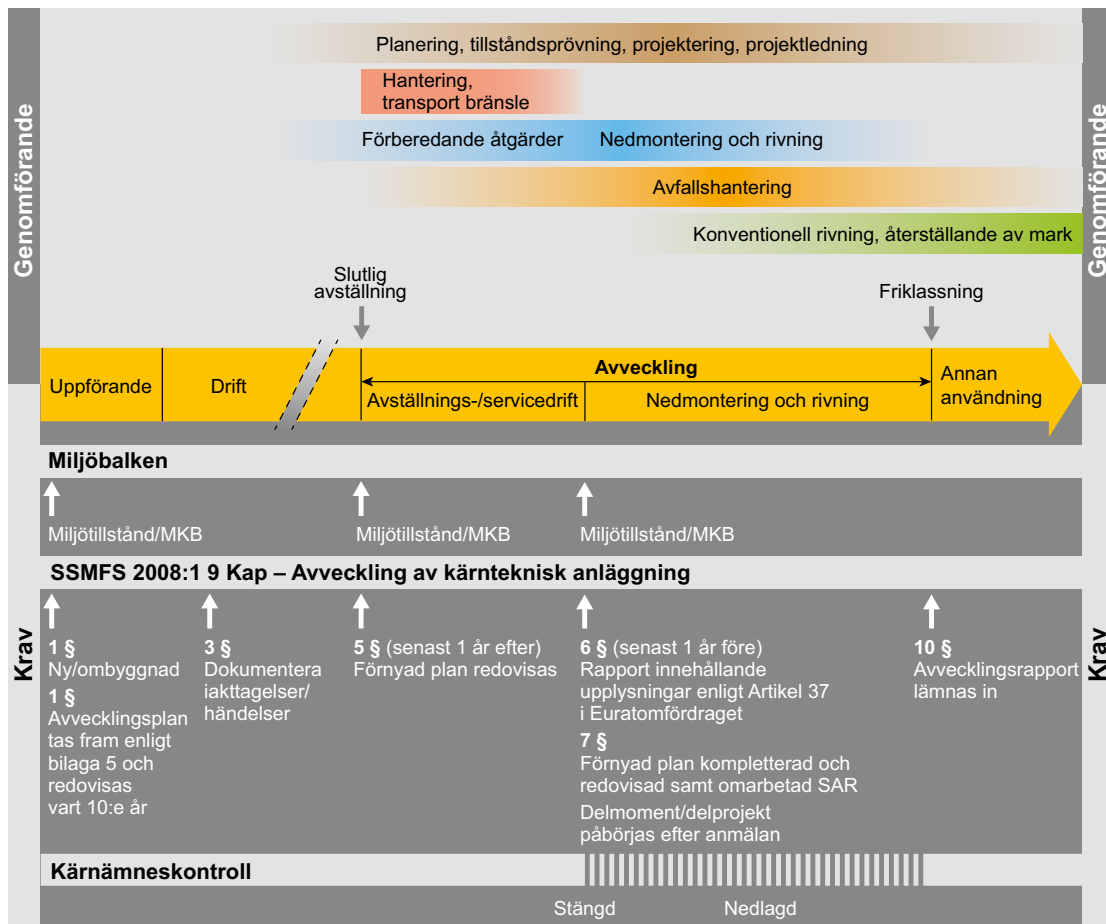 Genomförande
Genomförande
Planering, tillståndsprövning, projektering, projektledning
Hantering,
transport bränsle
Förberedande åtgärder
Nedmontering och rivning
Avfallshantering
Konventionell rivning, återställande av mark
Slutlig
avställning
Friklassning
Uppförande
Drift
Avveckling
Avställnings-/servicedrift
Nedmontering och rivning
Annan
användning
Krav
Krav
Miljöbalken
Miljötillstånd/MKB
Miljötillstånd/MKB
Miljötillstånd/MKB
SSMFS 2008:1 9 Kap – Avveckling av kärnteknisk anläggning
1 §
Ny/ombyggnad
1 §
Avvecklingsplan
tas fram enligt
bilaga 5 och
redovisas
vart 10:e år
3 §
Dokumentera
iakttagelser/
händelser
5 § (senast 1 år efter)
Förnyad plan redovisas
6 § (senast 1 år före)
Rapport innehållande
upplysningar enligt Artikel 37
i Euratomfördraget
7 §
Förnyad plan kompletterad och
redovisad samt omarbetad SAR
Delmoment/delprojekt
påbörjas efter anmälan
10 §
Avvecklingsrapport
lämnas in
Kärnämneskontroll
Stängd
Nedlagd